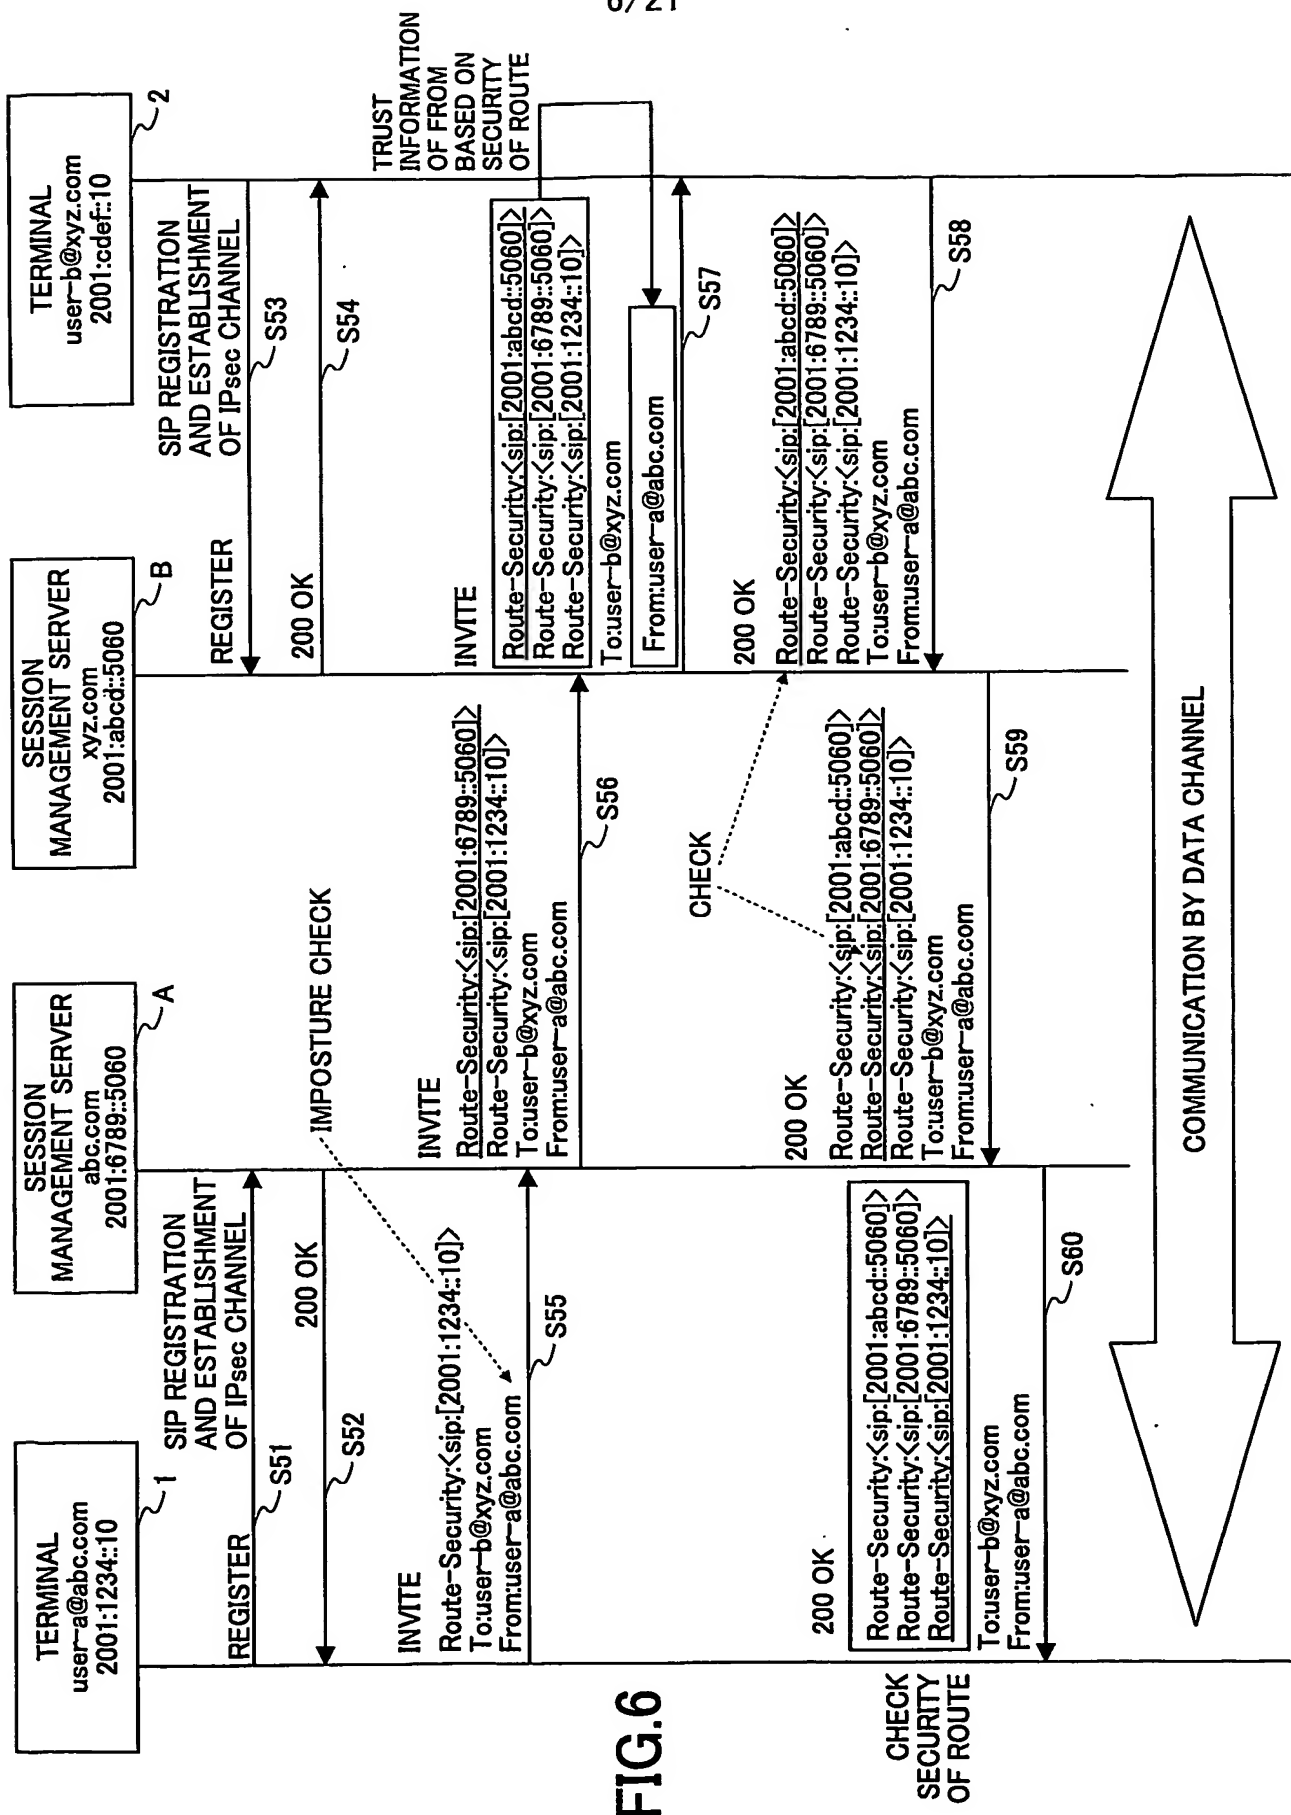 6/21
TERMINAL
user-a@abc.com
2001:1234::10
1
SESSION
MANAGEMENT SERVER
abc.com
2001:6789::5060
A
SESSION
MANAGEMENT SERVER
xyz.com
2001:abcd::5060
B
TERMINAL
user-b@xyz.com
2001:cdef::10
2
SIP REGISTRATION
AND ESTABLISHMENT
OF IPsec CHANNEL
REGISTER
S51
200 OK
S52
SIP REGISTRATION
AND ESTABLISHMENT
OF IPsec CHANNEL
REGISTER
S53
200 OK
S54
IMPOSTURE CHECK
INVITE
Route-Security:<sip:[2001:1234::10]>
To:user-b@xyz.com
From:user-a@abc.com
S55
INVITE
Route-Security:<sip:[2001:6789::5060]>
Route-Security:<sip:[2001:1234::10]>
To:user-b@xyz.com
From:user-a@abc.com
S56
TRUST
INFORMATION
OF FROM
BASED ON
SECURITY
OF ROUTE
INVITE
Route-Security:<sip:[2001:abcd::5060]>
Route-Security:<sip:[2001:6789::5060]>
Route-Security:<sip:[2001:1234::10]>
To:user-b@xyz.com
From:user-a@abc.com
S57
CHECK
200 OK
Route-Security:<sip:[2001:abcd::5060]>
Route-Security:<sip:[2001:6789::5060]>
Route-Security:<sip:[2001:1234::10]>
To:user-b@xyz.com
From:user-a@abc.com
S58
200 OK
Route-Security:<sip:[2001:abcd::5060]>
Route-Security:<sip:[2001:6789::5060]>
Route-Security:<sip:[2001:1234::10]>
To:user-b@xyz.com
From:user-a@abc.com
S59
CHECK
SECURITY
OF ROUTE
200 OK
Route-Security:<sip:[2001:abcd::5060]>
Route-Security:<sip:[2001:6789::5060]>
Route-Security:<sip:[2001:1234::10]>
To:user-b@xyz.com
From:user-a@abc.com
S60
COMMUNICATION BY DATA CHANNEL
FIG.6